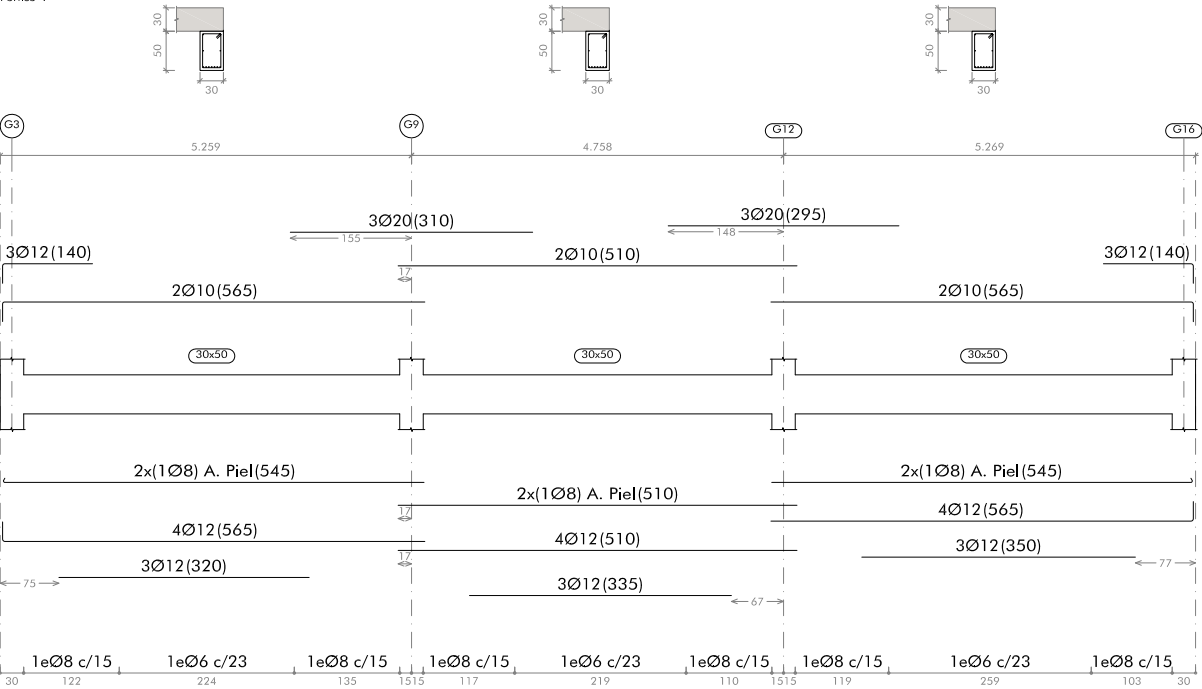 30 30 30
50 50 50
30 30 30
G3 G9 G12 G16
5.259 4.758 5.269
3Ø20(310) 3Ø20(295)
155 148
3Ø12(140) 2Ø10(510) 3Ø12(140)
17
2Ø10(565) 2Ø10(565)
30x50 30x50 30x50
2x(1Ø8) A. Piel(545) 2x(1Ø8) A. Piel(545)
2x(1Ø8) A. Piel(510)
17 4Ø12(565)
4Ø12(565) 4Ø12(510)
17 3Ø12(350)
3Ø12(320) 77
75 3Ø12(335)
67
1eØ8 c/15 1eØ6 c/23 1eØ8 c/15 1eØ8 c/15 1eØ6 c/23 1eØ8 c/15 1eØ8 c/15 1eØ6 c/23 1eØ8 c/15
30 122 224 135 1515 117 219 110 1515 119 259 103 30